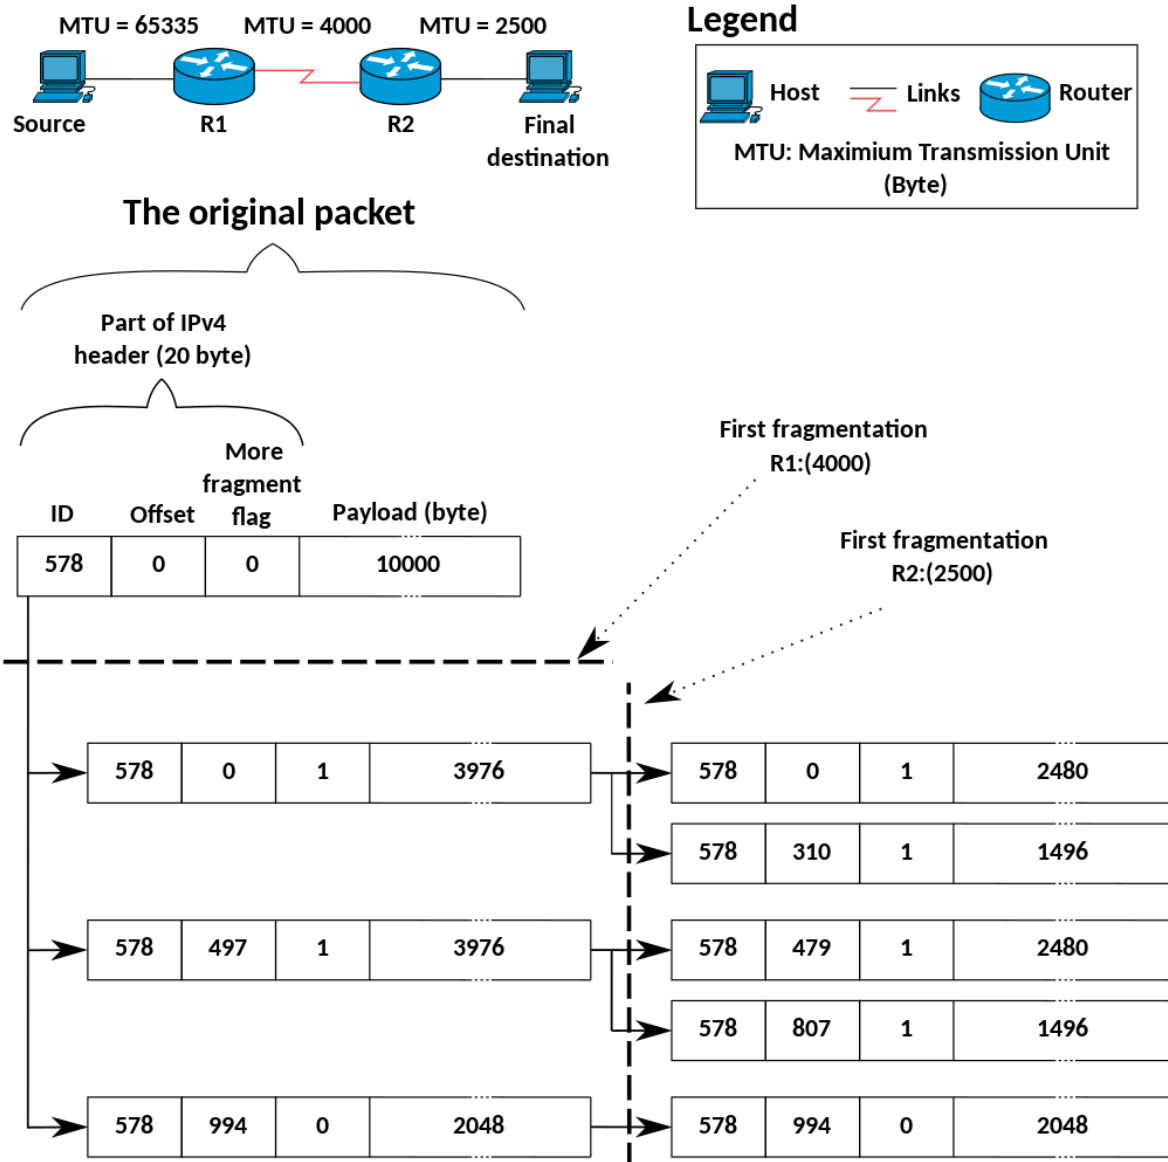 MTU = 65335 MTU = 4000 MTU = 2500
Source R1 R2 Final
destination
Legend
Host Links Router
MTU: Maximium Transmission Unit
(Byte)
The original packet
Part of IPv4
header (20 byte)
First fragmentation
R1:(4000)
More
fragment
ID Offset flag Payload (byte)
578 0 0 10000
First fragmentation
R2:(2500)
578 0 1 3976 578 0 1 2480
578 310 1 1496
578 497 1 3976 578 479 1 2480
578 807 1 1496
578 994 0 2048 578 994 0 2048